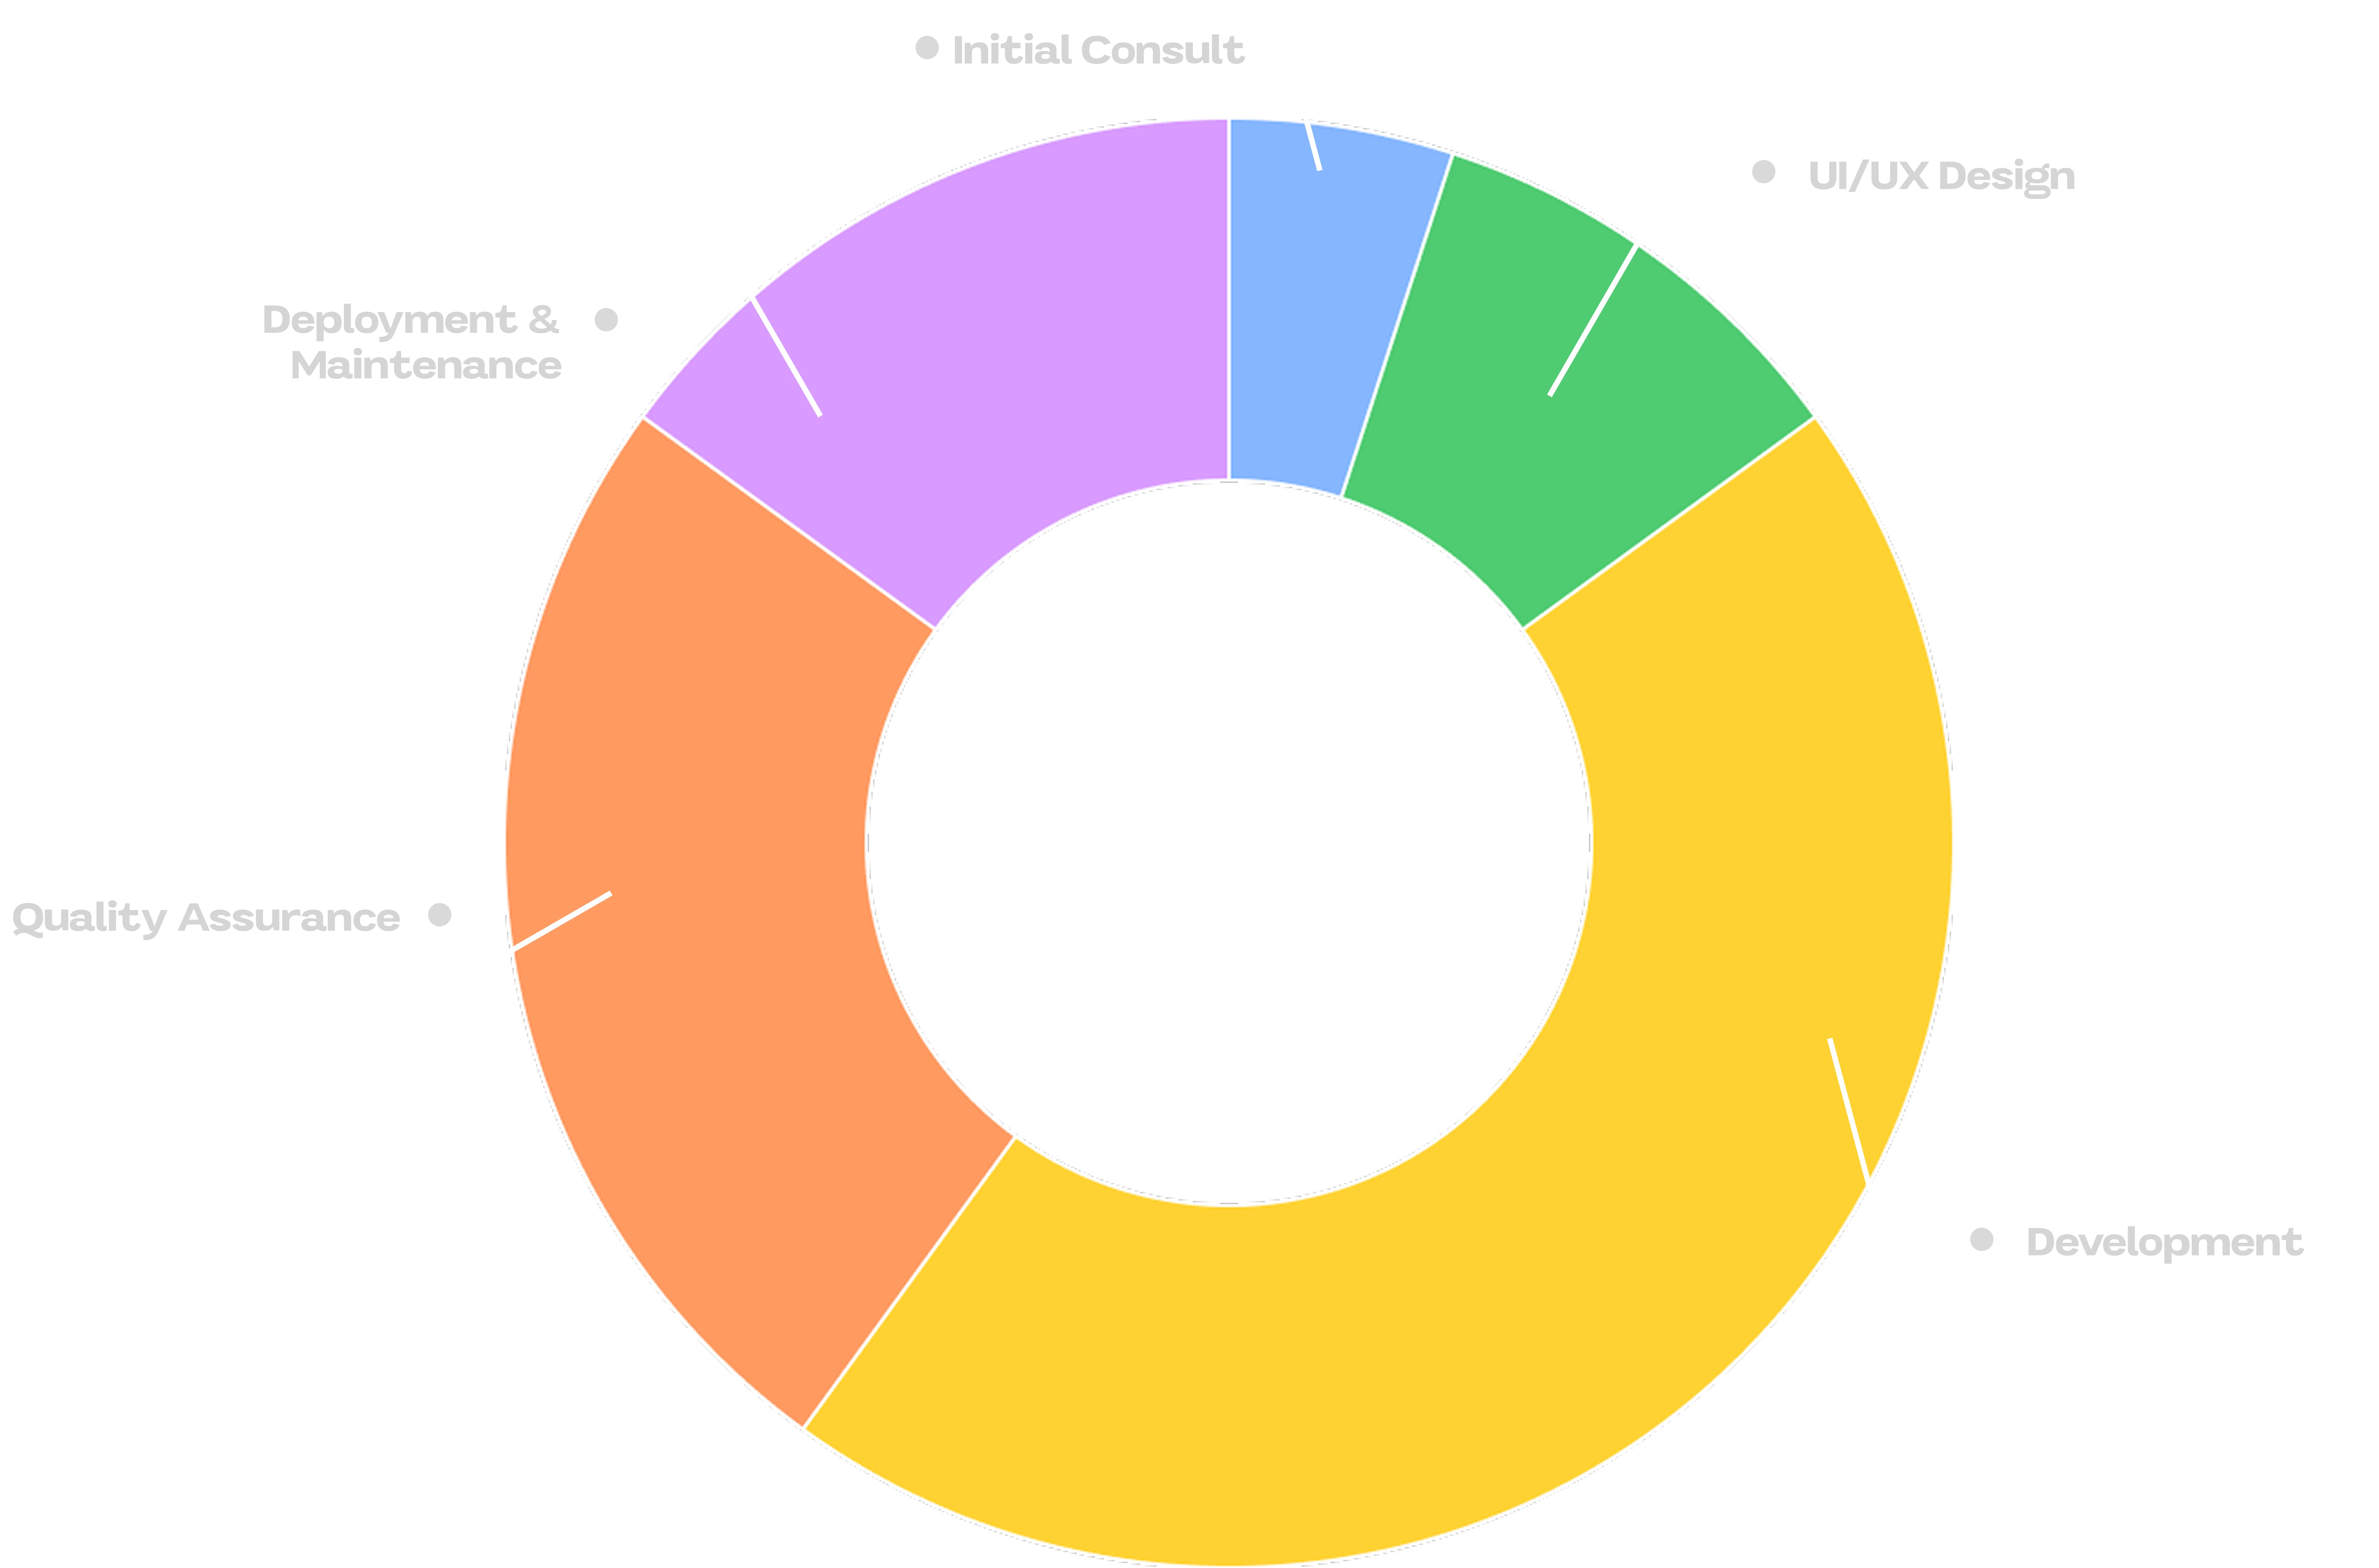 Initial Consult
UI/UX Design
Deployment &
Maintenance
Quality Assurance
Development